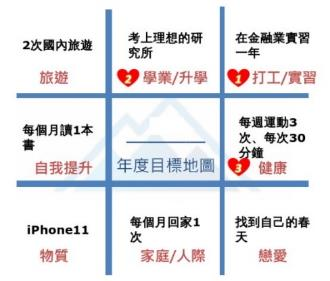 2次國內旅遊
旅遊
考上理想的研
究所
2 學業/升學
在金融業實習
一年
1 打工/實習
每個月讀1本
書
自我提升
年度目標地圖
每週運動3
次、每次30
分鐘
3 健康
iPhone11
物質
每個月回家1
次
家庭/人際
找到自己的春
天
戀愛